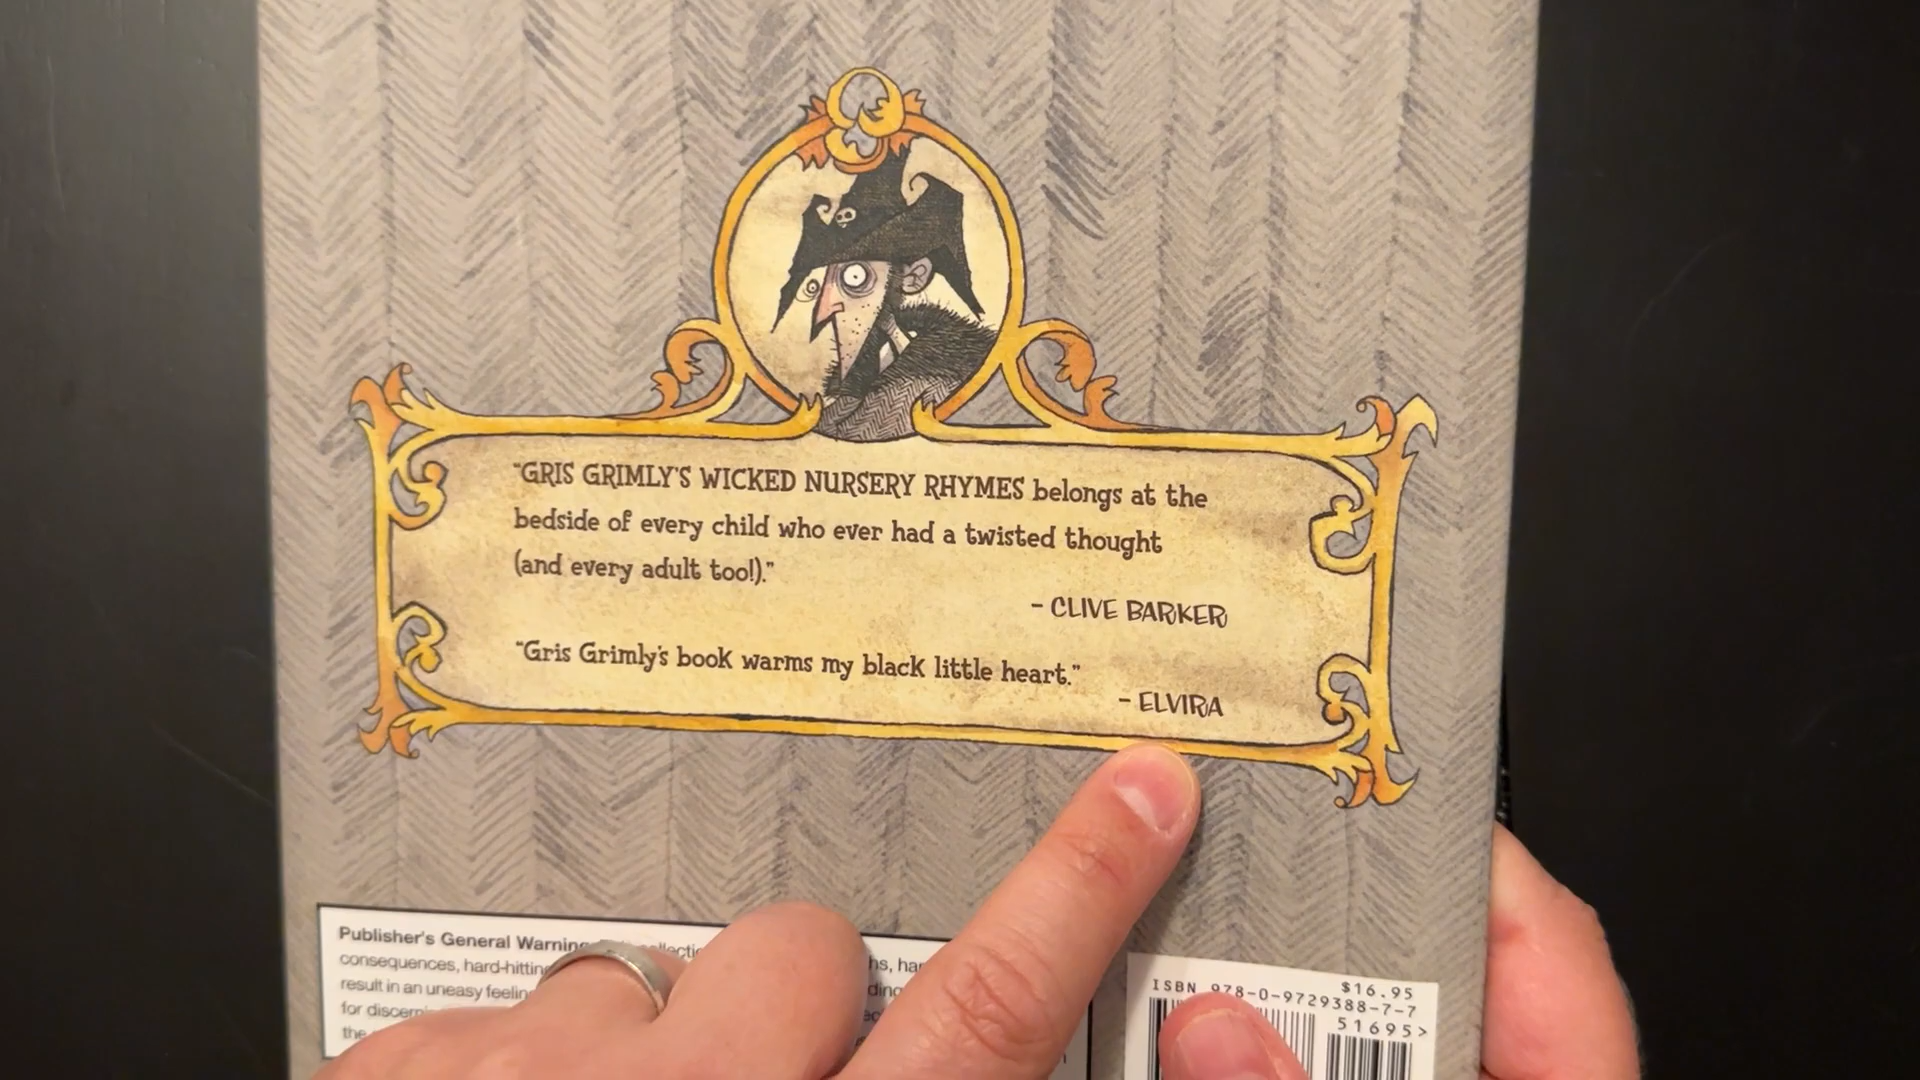 "GRIS GRIMLY'S WICKED NURSERY RHYMES belongs at the
bedside of every child who ever had a twisted thought
(and every adult too!)."
- CLIVE BARKER
"Gris Grimly's book warms my black little heart."
- ELVIRA
Publisher's General Warning
consequences, hard-hitting
result in an uneasy feeling
for
the
$16.95
ISBN 978-0-9729388-7-7
51695>